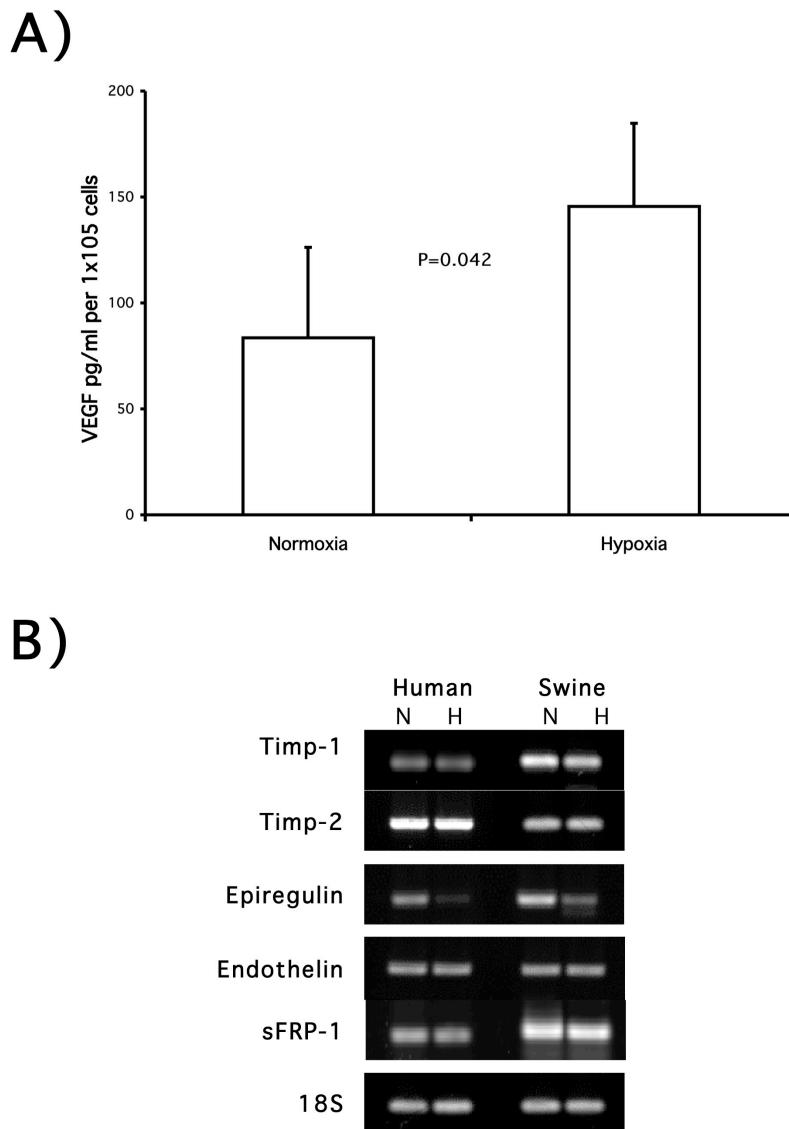 A)
200
150
100
50
0
VEGF pg/ml per 1x105 cells
P=0.042
Normoxia Hypoxia
B)
Human Swine
N H N H
Timp-1
Timp-2
Epiregulin
Endothelin
sFRP-1
18S